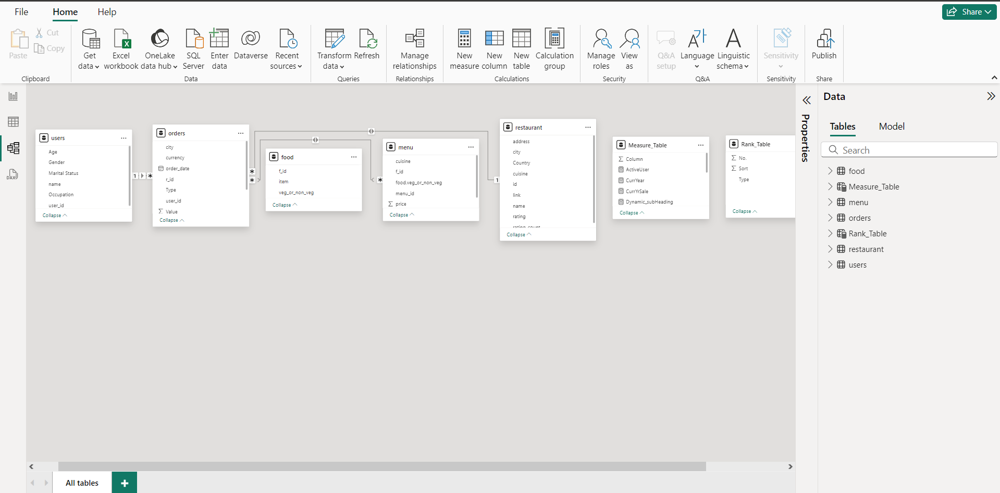 File Home Help Share
Paste Cut
Copy
Get data
Excel workbook
OneLake data hub
SQL Server
Enter data
Dataverse
Recent sources
Transform data
Refresh
Manage relationships
New measure
New column
New table
Calculation group
Manage roles
View as
Q&A setup
Language
Linguistic schema
Sensitivity
Publish
Clipboard Data Queries Relationships Calculations Security Q&A Sensitivity Share
users
Age
Gender
Marital Status
name
Occupation
user_id
Collapse
1 *
orders
city
currency
order_date
r_id
Type
user_id
Σ Value
Collapse
*
*
food
f_id
item
veg_or_non_veg
Collapse
*
menu
cuisine
f_id
food.veg_or_non_veg
menu_id
Σ price
Collapse
1
restaurant
address
city
Country
cuisine
id
link
name
rating
rating_count
Collapse
Measure_Table
Σ Column
ActiveUser
CurrYear
CurrYrSale
Dynamic_subHeading
Collapse
Rank_Table
Σ No.
Σ Sort
Type
Collapse
Properties
Data
Tables Model
Search
food
Measure_Table
menu
orders
Rank_Table
restaurant
users
All tables +
DAX